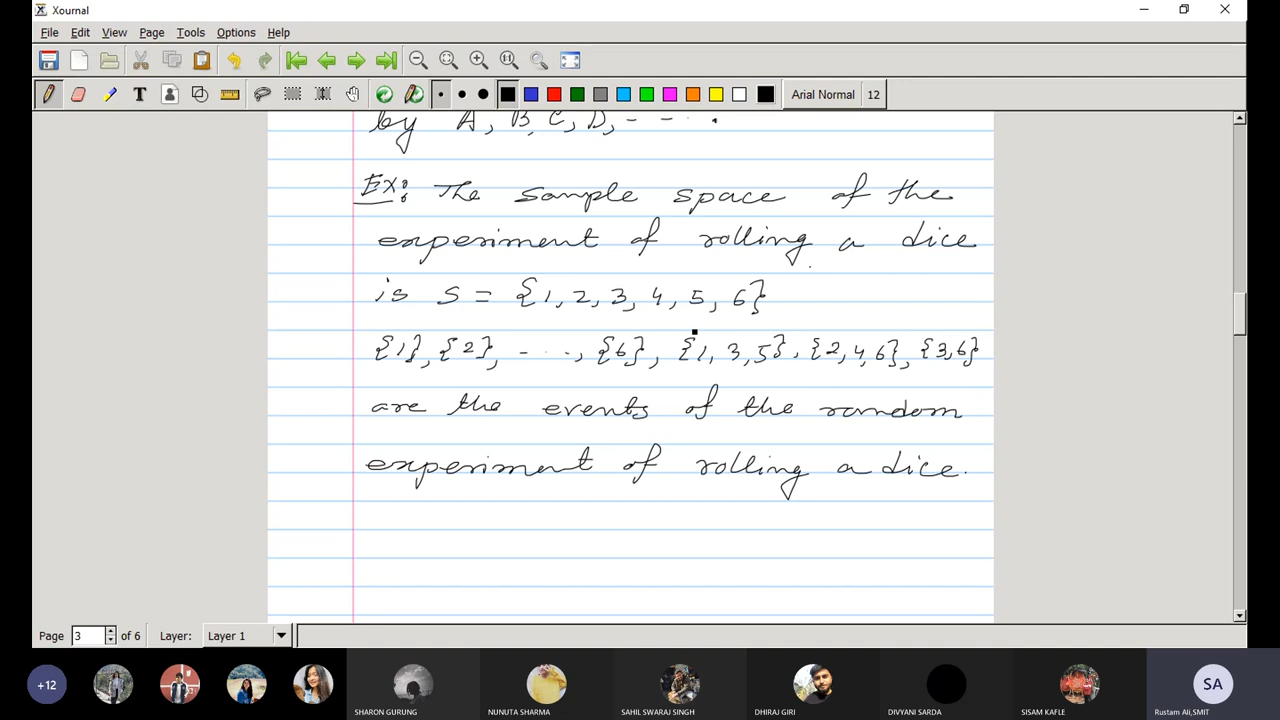 Xournal
File Edit View Page Tools Options Help
Arial Normal 12
by A, B, C, D, - - - - .
Ex: The sample space of the
experiment of rolling a dice
is S = {1, 2, 3, 4, 5, 6}
{1}, {2}, - - - -, {6}, {1, 3, 5}, {2, 4, 6}, {3, 6}
are the events of the random
experiment of rolling a dice.
Page 3 of 6 Layer: Layer 1
+12
SHARON GURUNG NUNUTA SHARMA SAHIL SWARAJ SINGH DHIRAJ GIRI DIVYANI SARDA SISAM KAFLE SA Rustam Ali,SMIT